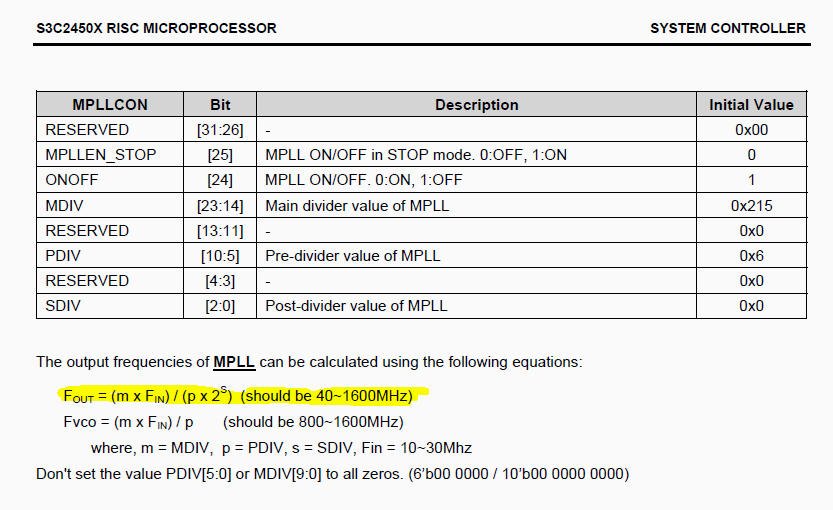 S3C2450X RISC MICROPROCESSOR SYSTEM CONTROLLER
MPLLCON Bit Description Initial Value
RESERVED [31:26] - 0x00
MPLLEN_STOP [25] MPLL ON/OFF in STOP mode. 0:OFF, 1:ON 0
ONOFF [24] MPLL ON/OFF. 0:ON, 1:OFF 1
MDIV [23:14] Main divider value of MPLL 0x215
RESERVED [13:11] - 0x0
PDIV [10:5] Pre-divider value of MPLL 0x6
RESERVED [4:3] - 0x0
SDIV [2:0] Post-divider value of MPLL 0x0
The output frequencies of MPLL can be calculated using the following equations:
FOUT = (m x FIN) / (p x 2^S) (should be 40~1600MHz)
Fvco = (m x FIN) / p (should be 800~1600MHz)
where, m = MDIV, p = PDIV, s = SDIV, Fin = 10~30Mhz
Don't set the value PDIV[5:0] or MDIV[9:0] to all zeros. (6'b00 0000 / 10'b00 0000 0000)